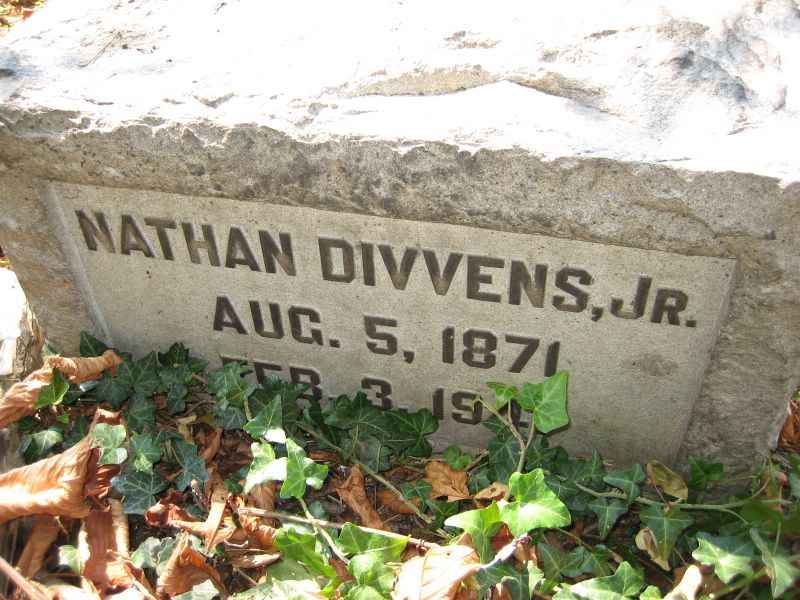 NATHAN DIVVENS, JR.
AUG. 5, 1871
FEB. 3,